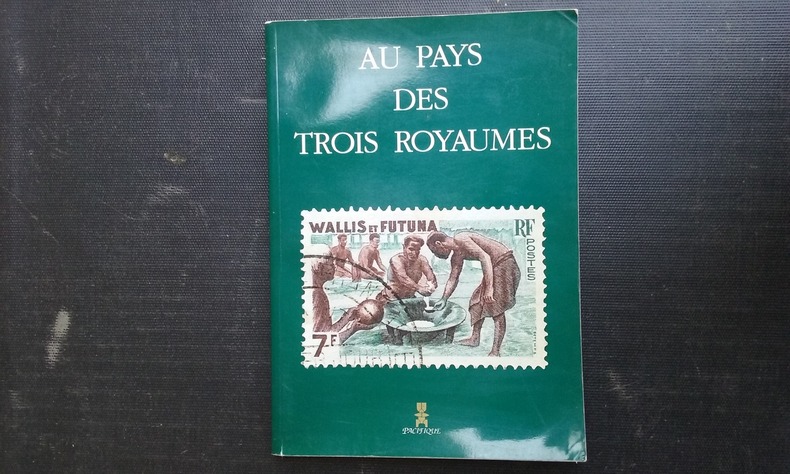 AU PAYS
DES
TROIS ROYAUMES
WALLIS ET FUTUNA
RF
POSTES
7F
PACIFIQUE